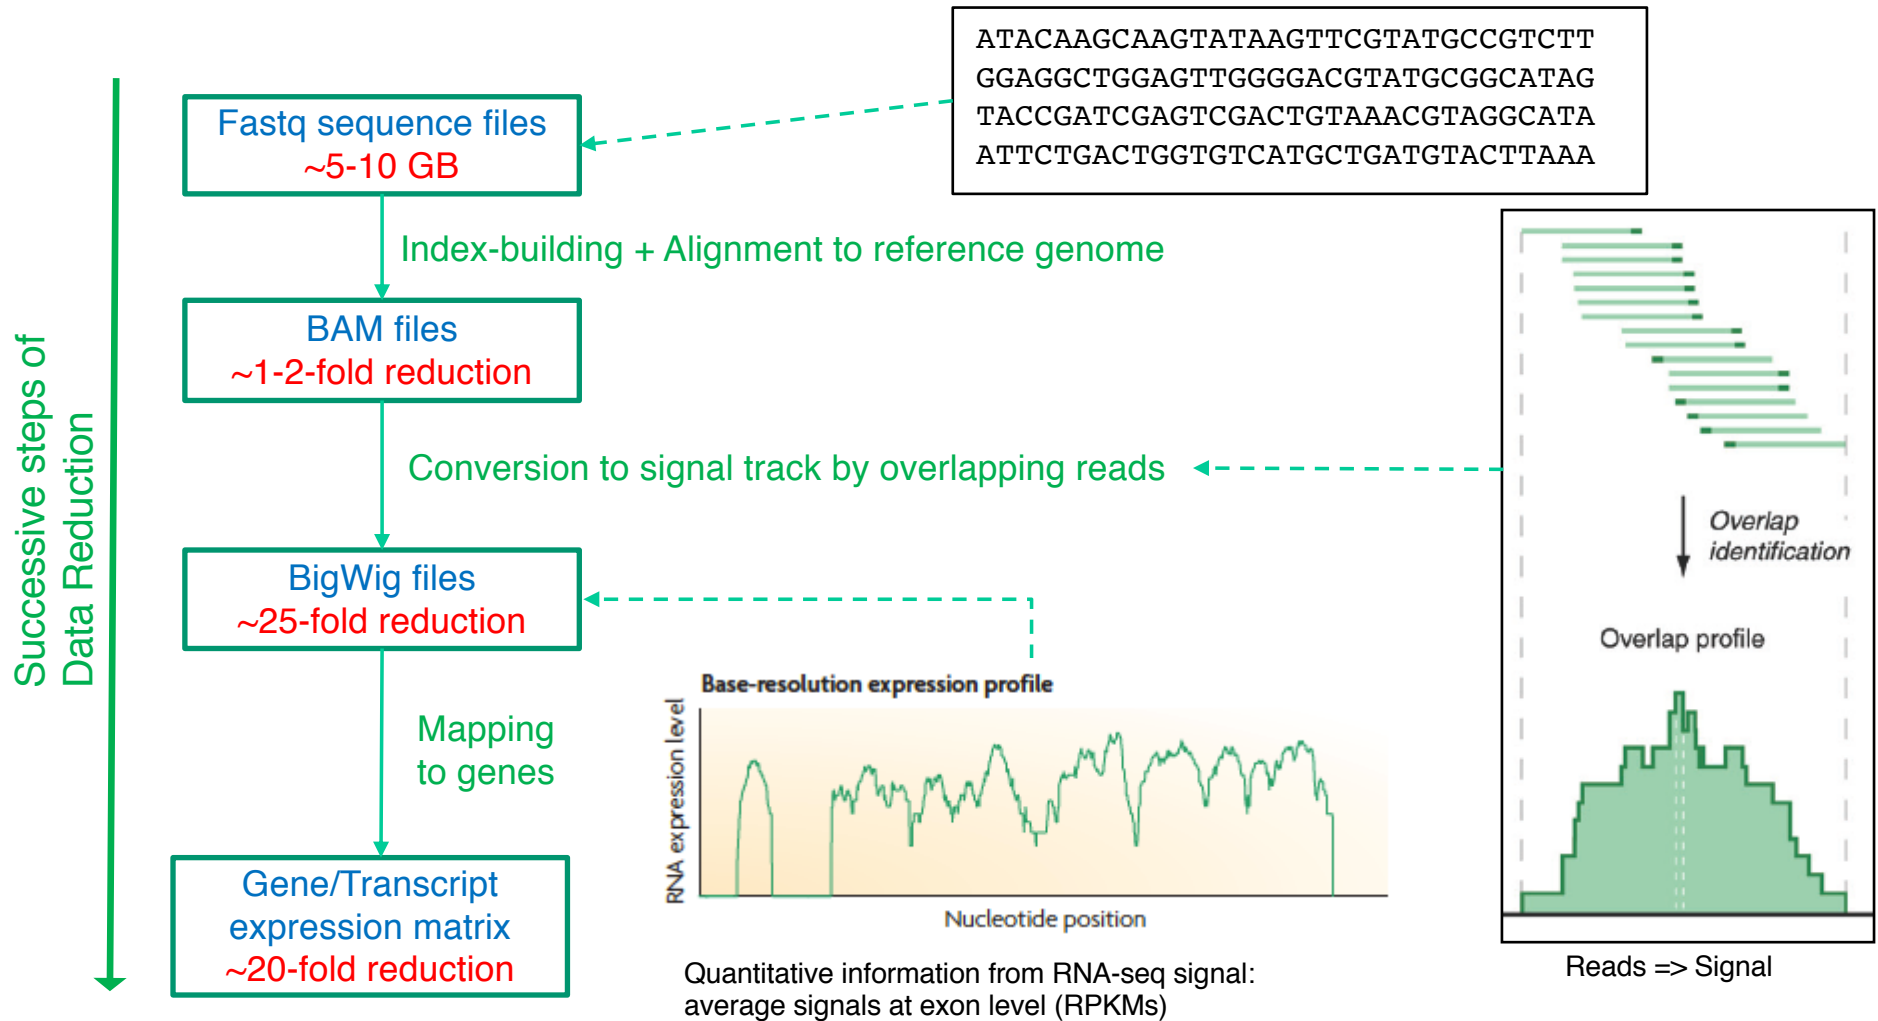 ATACAAGCAAGTATAAGTTCGTATGCCGTCTT
GGAGGCTGGAGTTGGGGACGTATGCGGCATAG
TACCGATCGAGTCGACTGTAAACGTAGGCATA
ATTCTGACTGGTGTCATGCTGATGTACTTAAA
Successive steps of
Data Reduction
Fastq sequence files
~5-10 GB
Index-building + Alignment to reference genome
BAM files
~1-2-fold reduction
Conversion to signal track by overlapping reads
BigWig files
~25-fold reduction
Mapping
to genes
Gene/Transcript
expression matrix
~20-fold reduction
Base-resolution expression profile
RNA expression level
Nucleotide position
Quantitative information from RNA-seq signal:
average signals at exon level (RPKMs)
Overlap
identification
Overlap profile
Reads => Signal